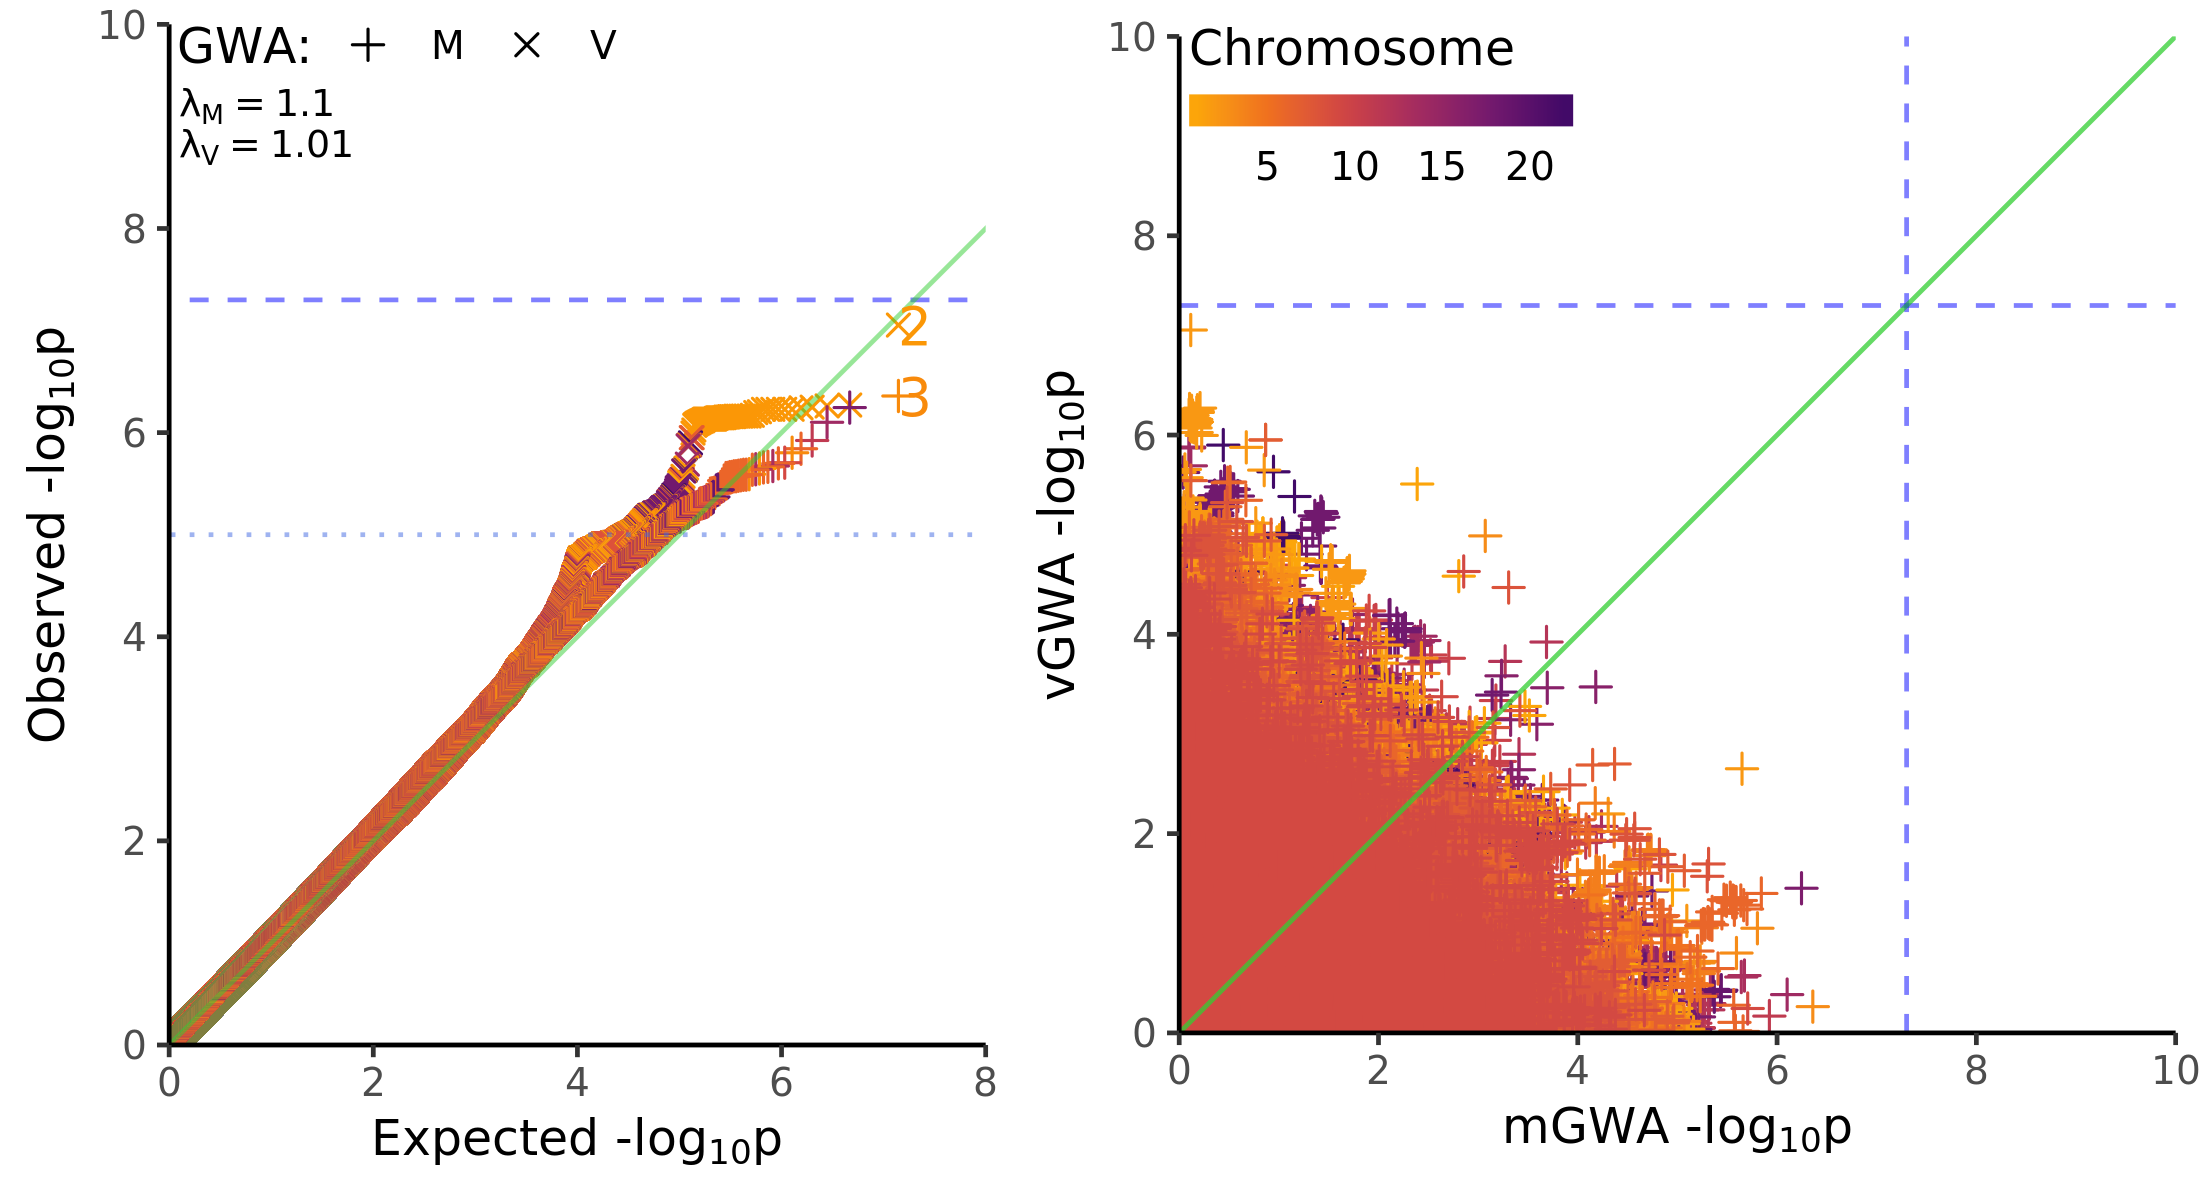 GWA: + M × V
λM = 1.1
λV = 1.01
10
8
6
4
2
0
0 2 4 6 8
2
3
Observed -log10p
Expected -log10p
Chromosome
5 10 15 20
10
8
6
4
2
0
0 2 4 6 8 10
vGWA -log10p
mGWA -log10p